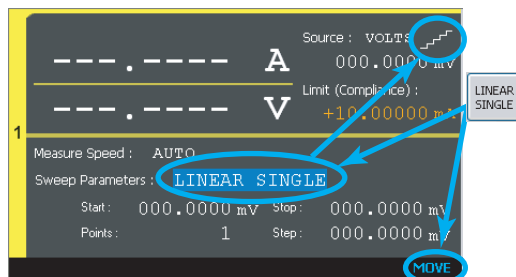 ---.---- A
Source : VOLTS
000.0000 mV
---.---- V
Limit (Compliance) :
+10.00000 mA
LINEAR
SINGLE
1
Measure Speed : AUTO
Sweep Parameters : LINEAR SINGLE
Start : 000.0000 mV Stop : 000.0000 mV
Points : 1 Step : 000.0000 mV
MOVE